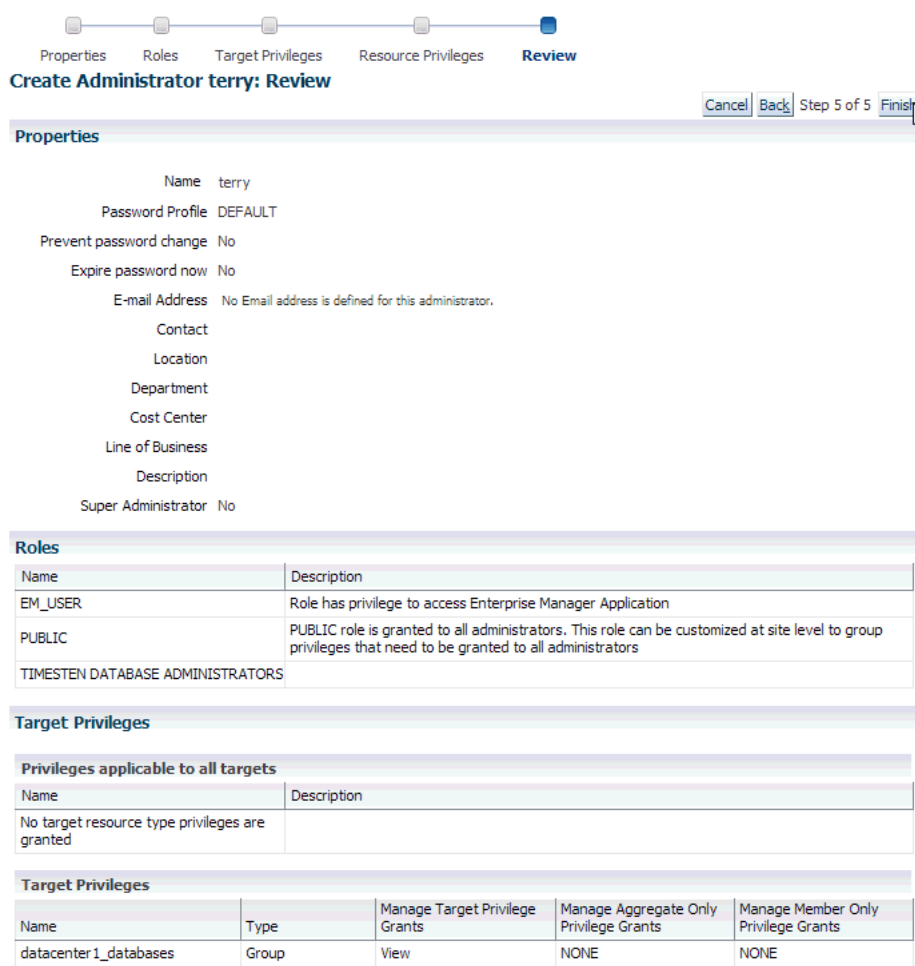 Properties Roles Target Privileges Resource Privileges Review
Create Administrator terry: Review
Cancel Back Step 5 of 5 Finish
Properties
Name terry
Password Profile DEFAULT
Prevent password change No
Expire password now No
E-mail Address No Email address is defined for this administrator.
Contact
Location
Department
Cost Center
Line of Business
Description
Super Administrator No
Roles
Name Description
EM_USER Role has privilege to access Enterprise Manager Application
PUBLIC PUBLIC role is granted to all administrators. This role can be customized at site level to group
privileges that need to be granted to all administrators
TIMESTEN DATABASE ADMINISTRATORS
Target Privileges
Privileges applicable to all targets
Name Description
No target resource type privileges are
granted
Target Privileges
Name Type Manage Target Privilege Grants Manage Aggregate Only Privilege Grants Manage Member Only Privilege Grants
datacenter1_databases Group View NONE NONE